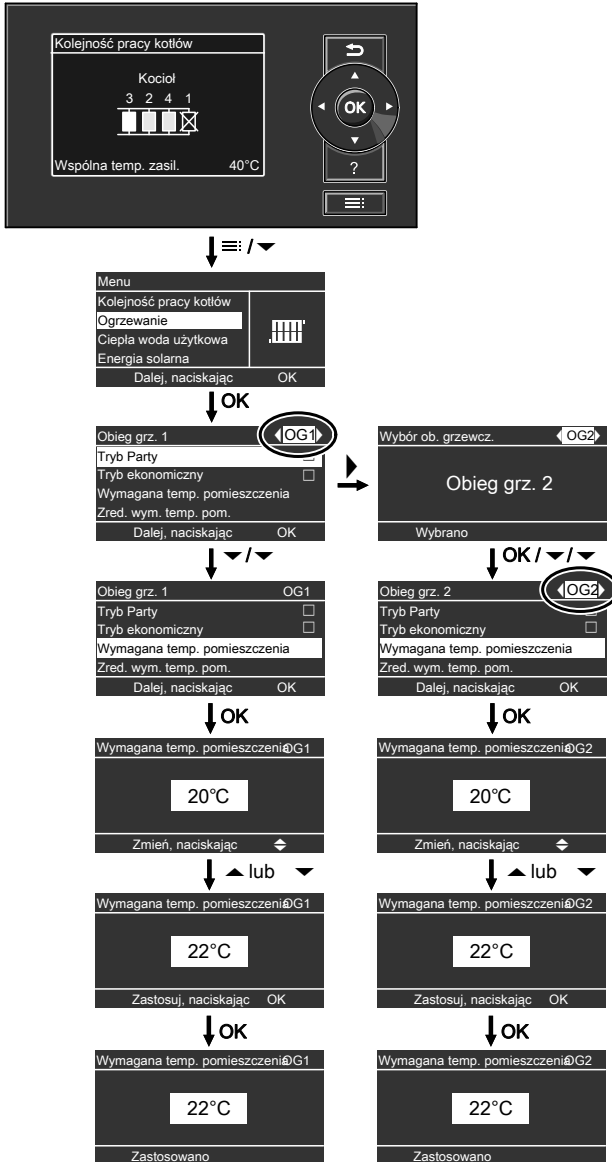 Kolejność pracy kotłów
Kocioł
3 2 4 1
Wspólna temp. zasil. 40°C
OK
?
/
Menu
Kolejność pracy kotłów
Ogrzewanie
Ciepła woda użytkowa
Energia solarna
Dalej, naciskając OK
OK
Obieg grz. 1 OG1
Tryb Party
Tryb ekonomiczny
Wymagana temp. pomieszczenia
Zred. wym. temp. pom.
Dalej, naciskając OK
Wybór ob. grzewcz. OG2
Obieg grz. 2
Wybrano
/
OK / /
Obieg grz. 1 OG1
Tryb Party
Tryb ekonomiczny
Wymagana temp. pomieszczenia
Zred. wym. temp. pom.
Dalej, naciskając OK
Obieg grz. 2 OG2
Tryb Party
Tryb ekonomiczny
Wymagana temp. pomieszczenia
Zred. wym. temp. pom.
Dalej, naciskając OK
OK
OK
Wymagana temp. pomieszczenia OG1
20°C
Zmień, naciskając
Wymagana temp. pomieszczenia OG2
20°C
Zmień, naciskając
lub
lub
Wymagana temp. pomieszczenia OG1
22°C
Zastosuj, naciskając OK
Wymagana temp. pomieszczenia OG2
22°C
Zastosuj, naciskając OK
OK
OK
Wymagana temp. pomieszczenia OG1
22°C
Zastosowano
Wymagana temp. pomieszczenia OG2
22°C
Zastosowano